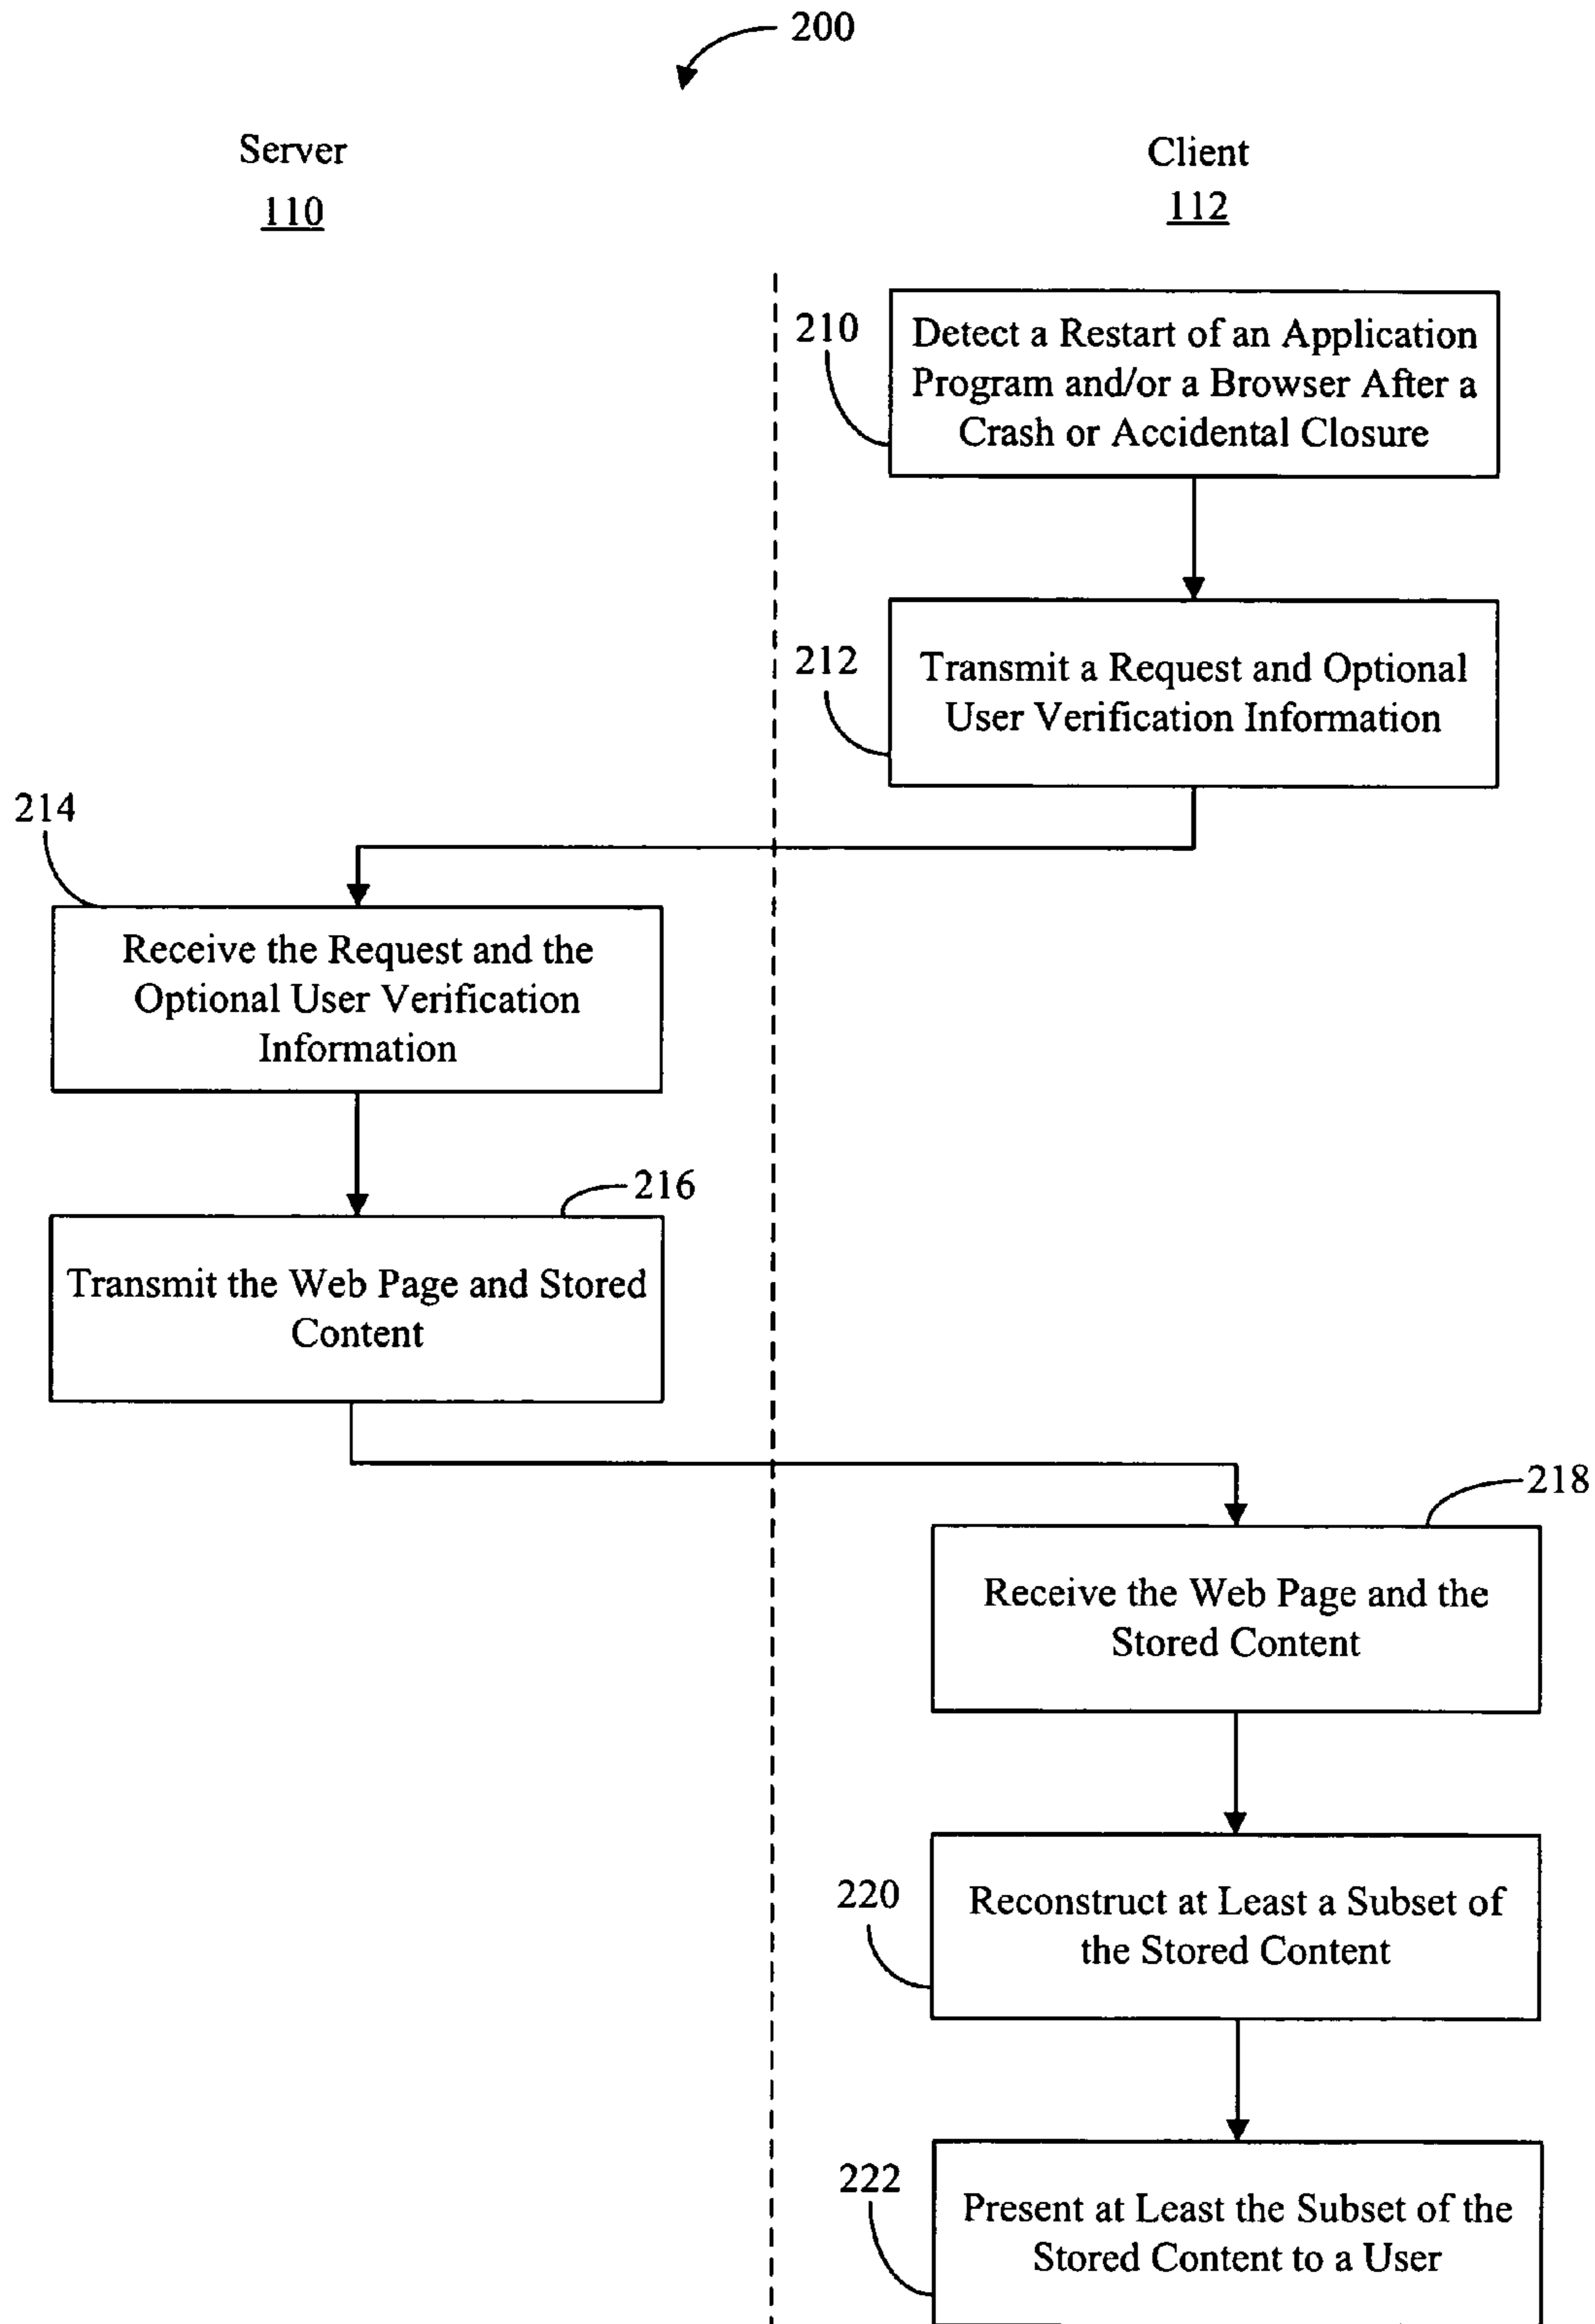 200
Server
110
Client
112
210
Detect a Restart of an Application
Program and/or a Browser After a
Crash or Accidental Closure
212
Transmit a Request and Optional
User Verification Information
214
Receive the Request and the
Optional User Verification
Information
216
Transmit the Web Page and Stored
Content
218
Receive the Web Page and the
Stored Content
220
Reconstruct at Least a Subset of
the Stored Content
222
Present at Least the Subset of the
Stored Content to a User